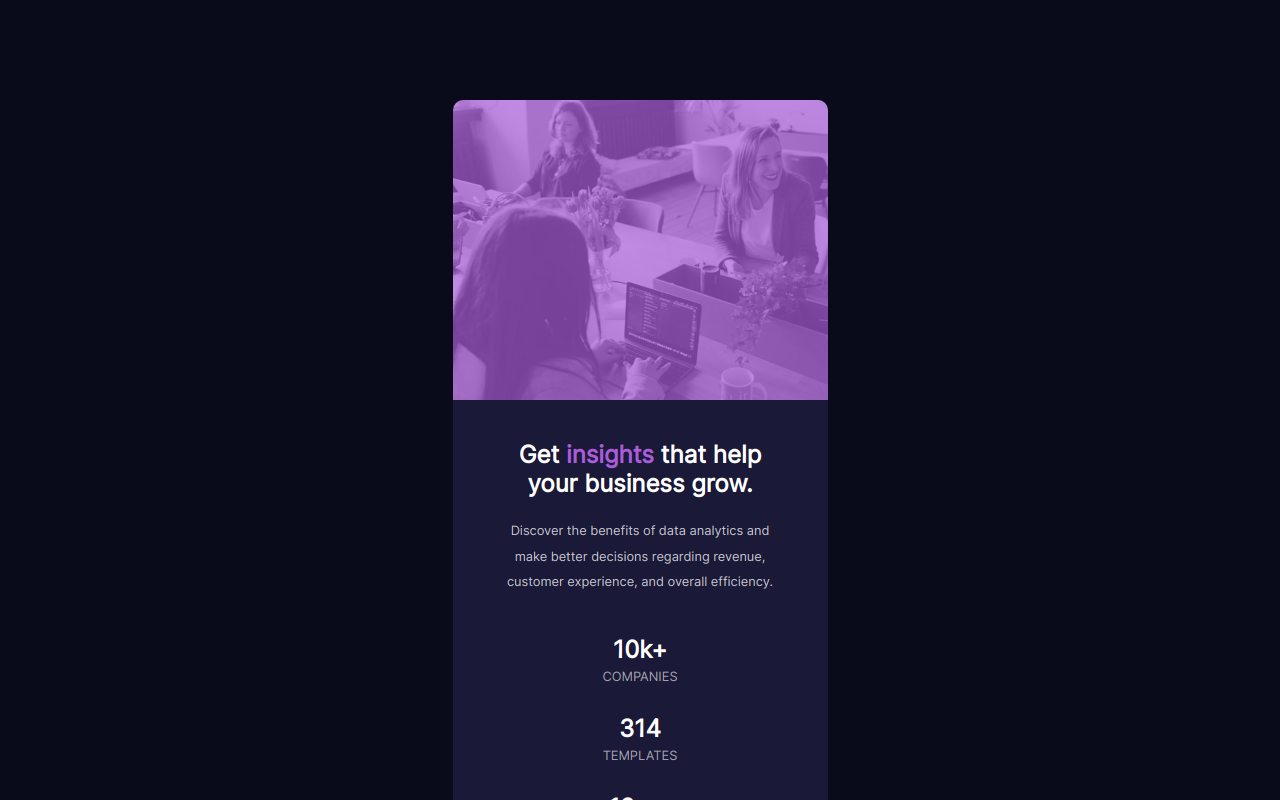 Get insights that help
your business grow.
Discover the benefits of data analytics and
make better decisions regarding revenue,
customer experience, and overall efficiency.
10k+
COMPANIES
314
TEMPLATES